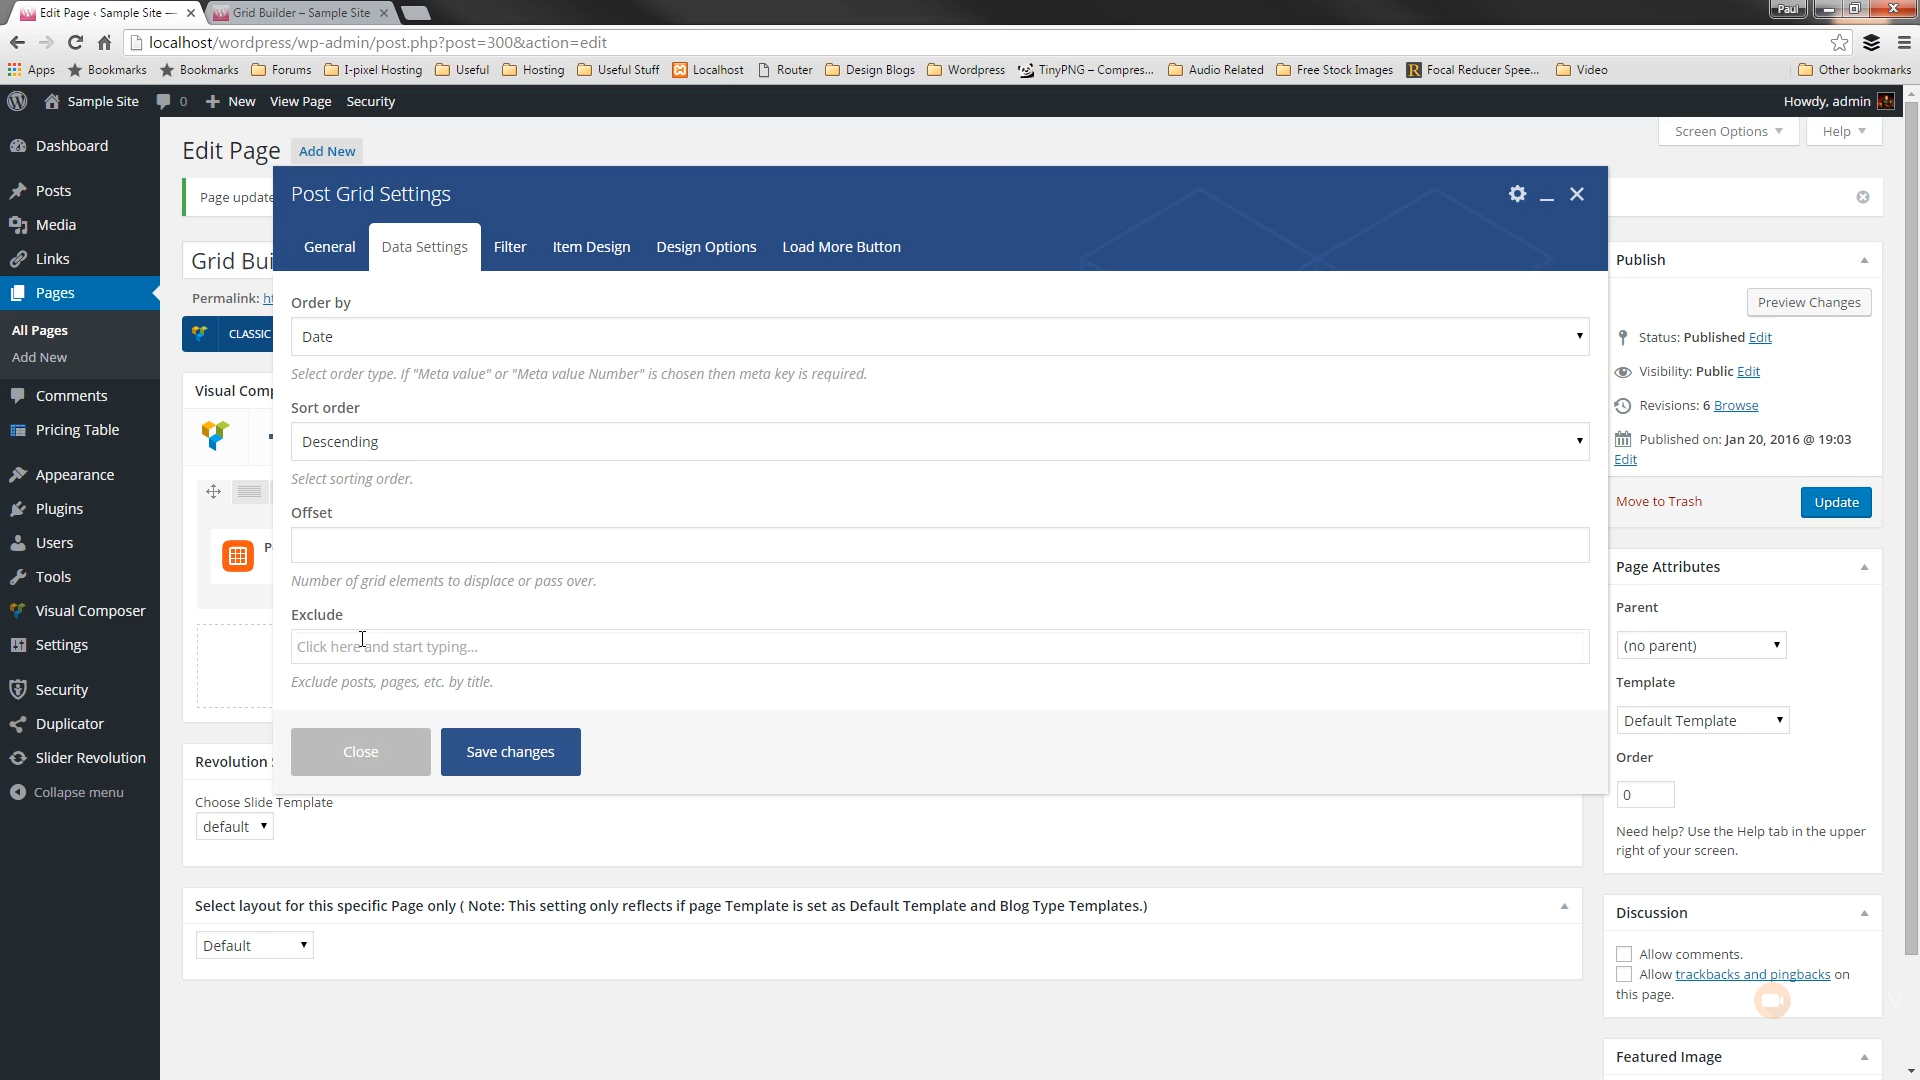 Edit Page ‹ Sample Site —
Grid Builder – Sample Site
Paul
localhost/wordpress/wp-admin/post.php?post=300&action=edit
Apps
Bookmarks
Bookmarks
Forums
I-pixel Hosting
Useful
Hosting
Useful Stuff
Localhost
Router
Design Blogs
Wordpress
TinyPNG – Compres...
Audio Related
Free Stock Images
Focal Reducer Spee...
Video
Other bookmarks
Sample Site
0
New
View Page
Security
Howdy, admin
Dashboard
Posts
Media
Links
Pages
All Pages
Add New
Comments
Pricing Table
Appearance
Plugins
Users
Tools
Visual Composer
Settings
Security
Duplicator
Slider Revolution
Collapse menu
Screen Options
Help
Edit Page
Add New
Page update
Grid Bui
Permalink: ht
CLASSIC
Visual Comp
P
Post Grid Settings
General
Data Settings
Filter
Item Design
Design Options
Load More Button
Order by
Date
Select order type. If "Meta value" or "Meta value Number" is chosen then meta key is required.
Sort order
Descending
Select sorting order.
Offset
Number of grid elements to displace or pass over.
Exclude
Click here and start typing...
Exclude posts, pages, etc. by title.
Close
Save changes
Revolution S
Choose Slide Template
default
Select layout for this specific Page only ( Note: This setting only reflects if page Template is set as Default Template and Blog Type Templates.)
Default
Publish
Preview Changes
Status: Published Edit
Visibility: Public Edit
Revisions: 6 Browse
Published on: Jan 20, 2016 @ 19:03
Edit
Move to Trash
Update
Page Attributes
Parent
(no parent)
Template
Default Template
Order
0
Need help? Use the Help tab in the upper
right of your screen.
Discussion
Allow comments.
Allow trackbacks and pingbacks on
this page.
Featured Image